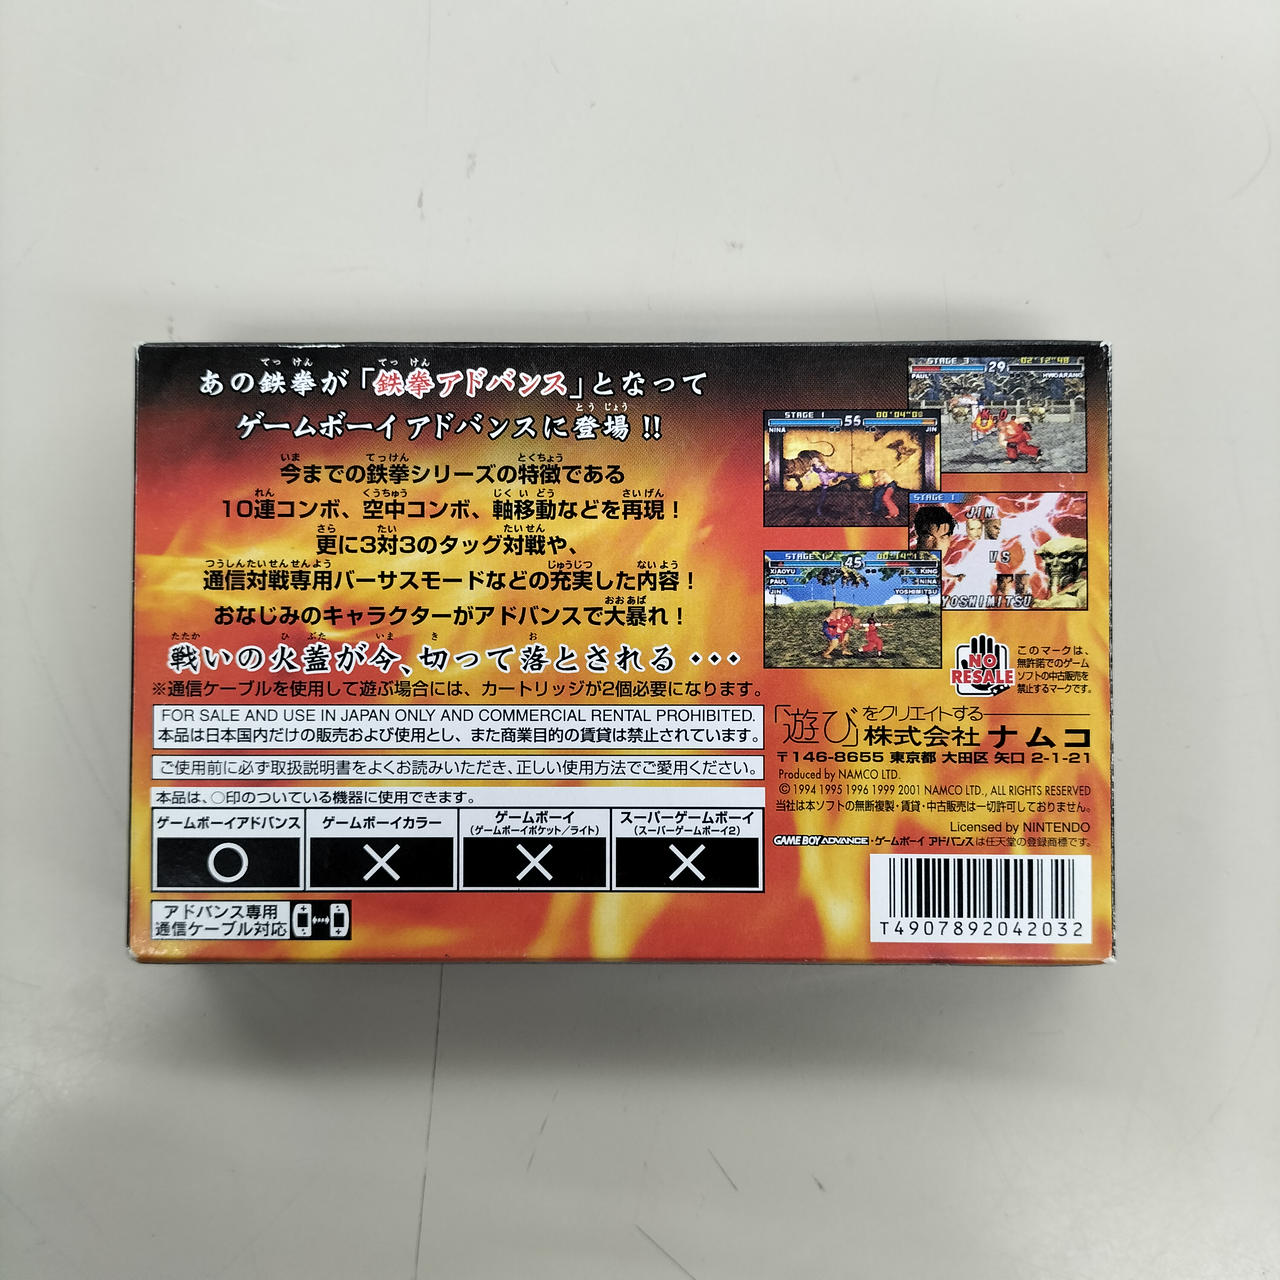 あの鉄拳が「鉄拳アドバンス」となって
ゲームボーイアドバンスに登場!!
今までの鉄拳シリーズの特徴である
10連コンボ、空中コンボ、軸移動などを再現!
更に3対3のタッグ対戦や、
通信対戦専用バーサスモードなどの充実した内容!
おなじみのキャラクターがアドバンスで大暴れ!
戦いの火蓋が今、切って落とされる・・・
※通信ケーブルを使用して遊ぶ場合には、カートリッジが2個必要になります。
FOR SALE AND USE IN JAPAN ONLY AND COMMERCIAL RENTAL PROHIBITED.
本品は日本国内だけの販売および使用とし、また商業目的の賃貸は禁止されています。
ご使用前に必ず取扱説明書をよくお読みいただき、正しい使用方法でご愛用ください。
本品は、○印のついている機器に使用できます。
ゲームボーイアドバンス
○
ゲームボーイカラー
×
ゲームボーイ
(ゲームボーイポケット/ライト)
×
スーパーゲームボーイ
(スーパーゲームボーイ2)
×
アドバンス専用
通信ケーブル対応
STAGE 3 02'12"48
29
PAUL HWOARANG
STAGE 1 00'04"
56
NINA JIN
STAGE 1
JIN
VS
YOSHIMITSU
STAGE 1
45
XIAOYU KING
PAUL NINA
JIN YOSHIMITSU
NO
RESALE
このマークは、
無許諾でのゲーム
ソフトの中古販売を
禁止するマークです。
「遊び」をクリエイトする
株式会社ナムコ
〒146-8655 東京都 大田区 矢口 2-1-21
Produced by NAMCO LTD.
© 1994 1995 1996 1999 2001 NAMCO LTD., ALL RIGHTS RESERVED
当社は本ソフトの無断複製・賃貸・中古販売は一切許可しておりません。
Licensed by NINTENDO
GAME BOY ADVANCE・ゲームボーイ アドバンスは任天堂の登録商標です。
T4907892042032